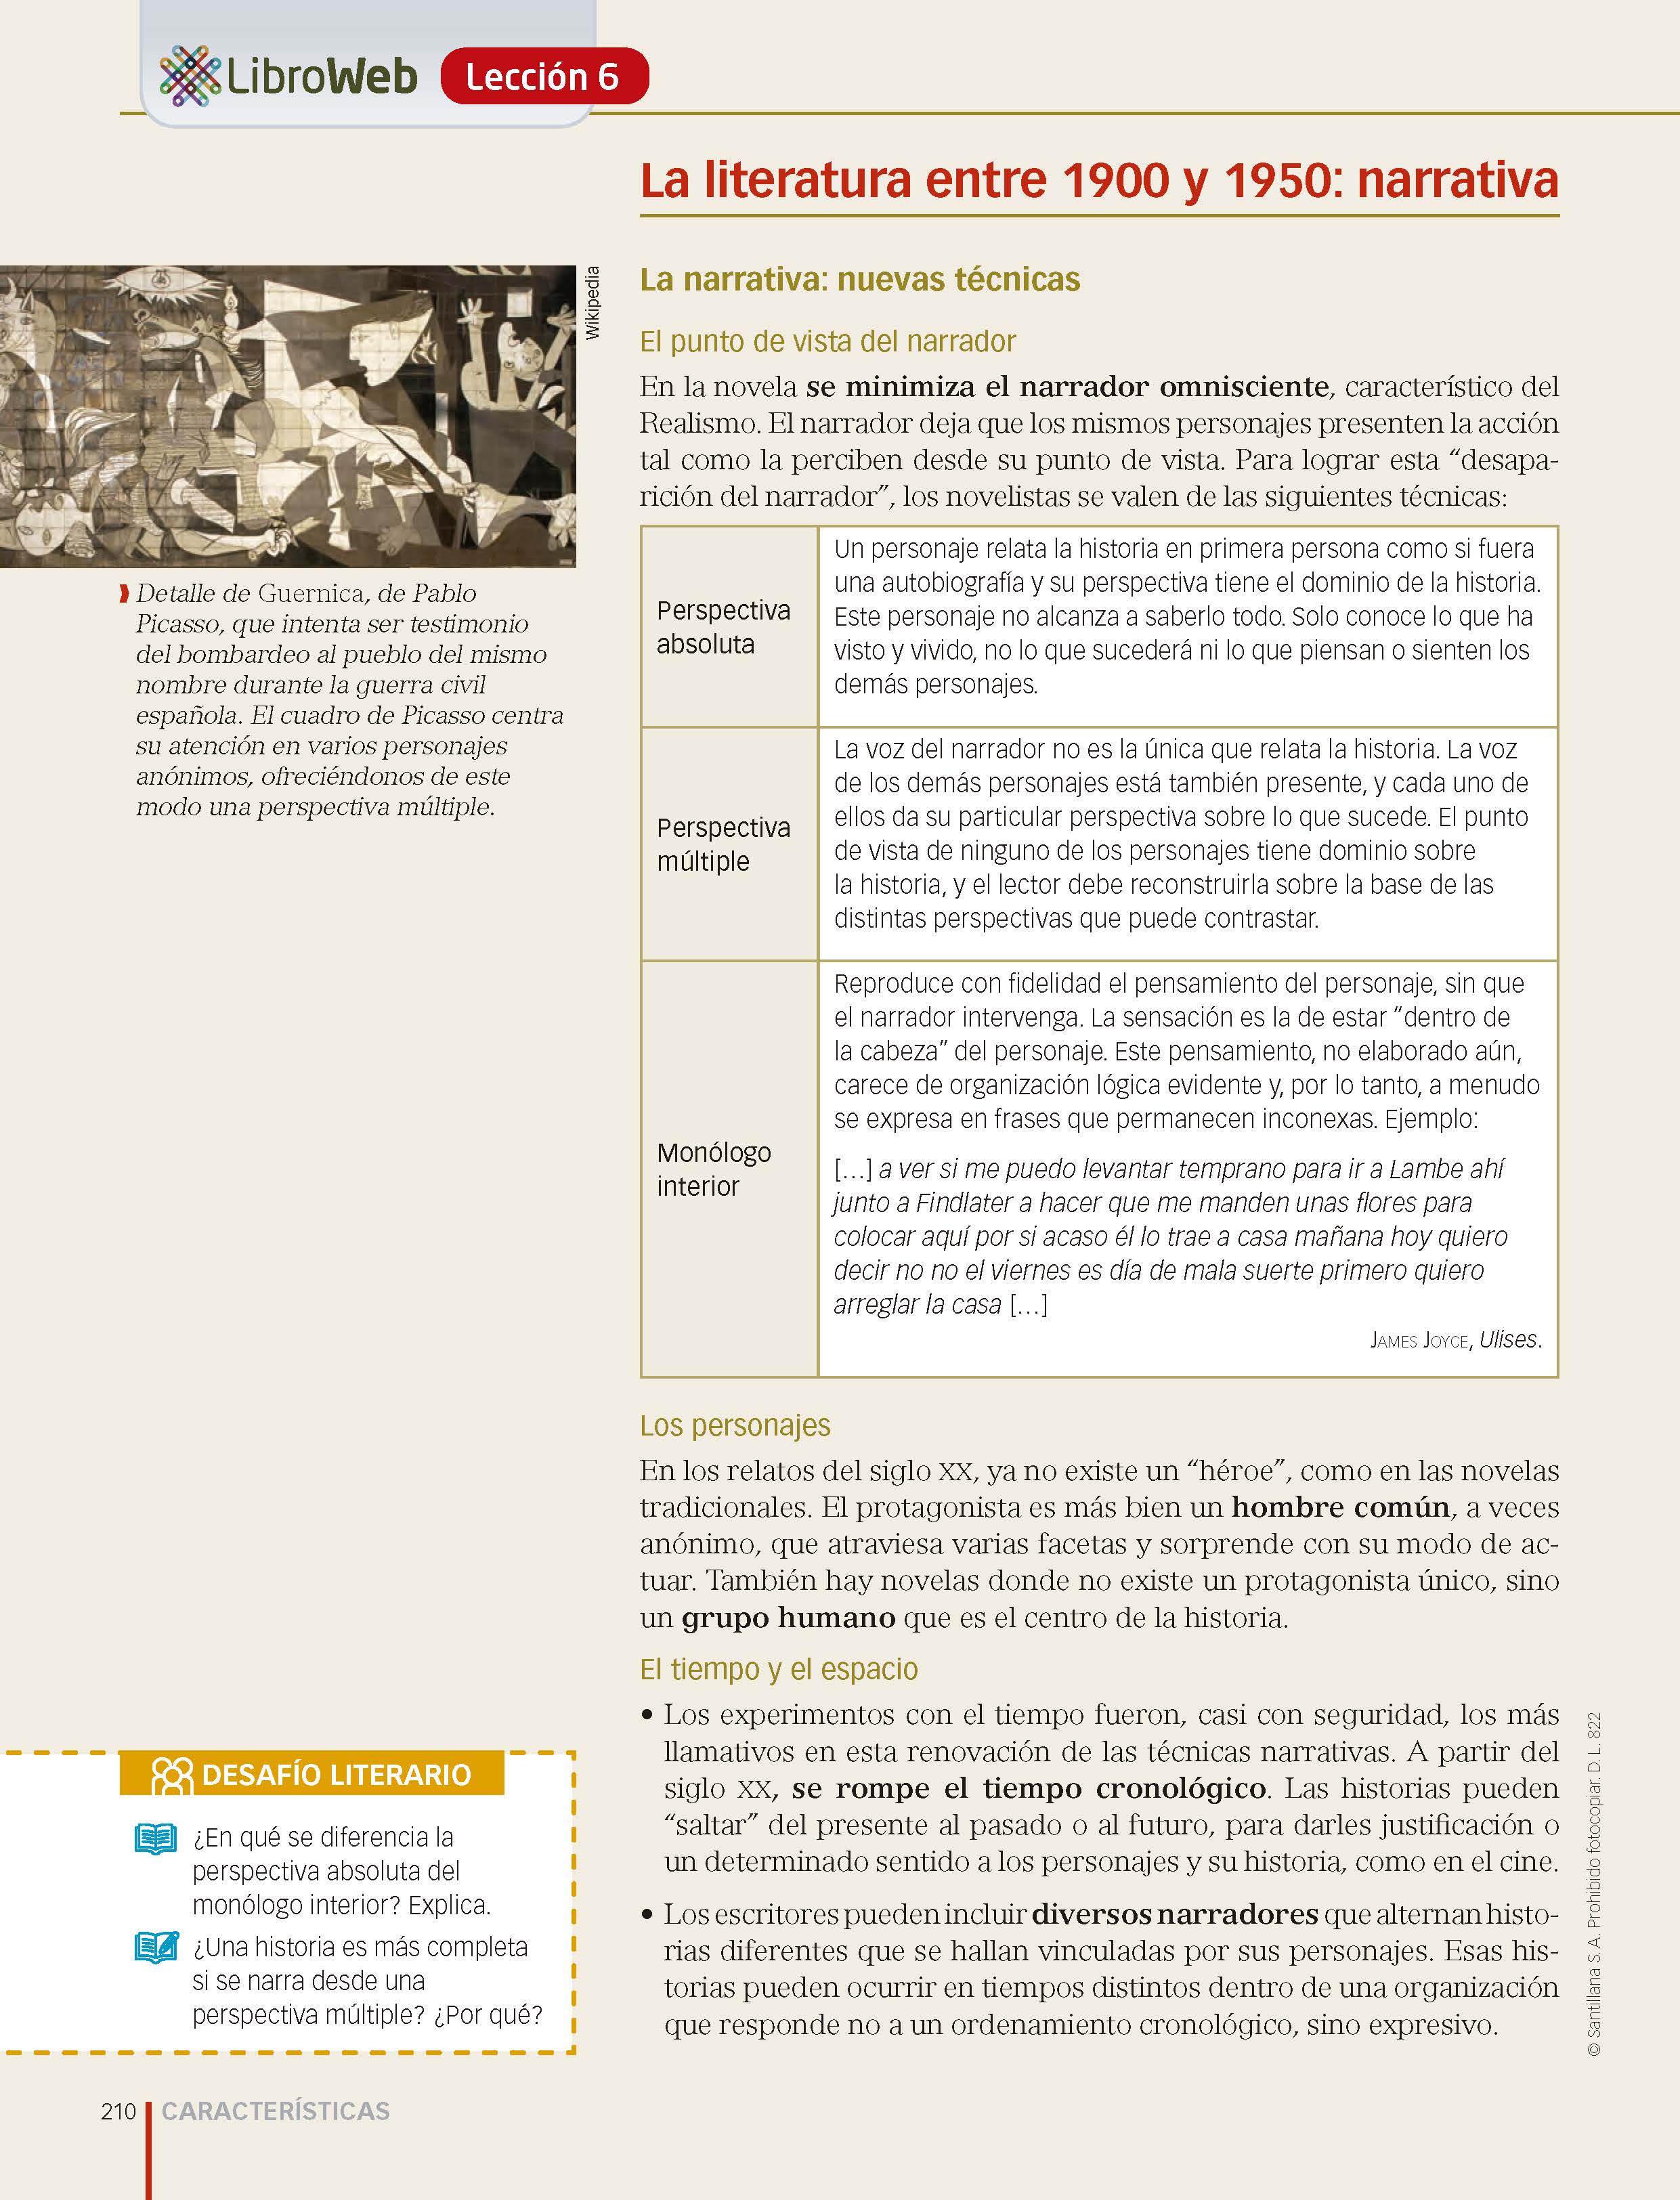 LibroWeb Lección 6
La literatura entre 1900 y 1950: narrativa
Wikipedia
Detalle de Guernica, de Pablo
Picasso, que intenta ser testimonio
del bombardeo al pueblo del mismo
nombre durante la guerra civil
española. El cuadro de Picasso centra
su atención en varios personajes
anónimos, ofreciéndonos de este
modo una perspectiva múltiple.
La narrativa: nuevas técnicas
El punto de vista del narrador
En la novela se minimiza el narrador omnisciente, característico del
Realismo. El narrador deja que los mismos personajes presenten la acción
tal como la perciben desde su punto de vista. Para lograr esta “desapa-
rición del narrador”, los novelistas se valen de las siguientes técnicas:
Perspectiva
absoluta
Un personaje relata la historia en primera persona como si fuera
una autobiografía y su perspectiva tiene el dominio de la historia.
Este personaje no alcanza a saberlo todo. Solo conoce lo que ha
visto y vivido, no lo que sucederá ni lo que piensan o sienten los
demás personajes.
Perspectiva
múltiple
La voz del narrador no es la única que relata la historia. La voz
de los demás personajes está también presente, y cada uno de
ellos da su particular perspectiva sobre lo que sucede. El punto
de vista de ninguno de los personajes tiene dominio sobre
la historia, y el lector debe reconstruirla sobre la base de las
distintas perspectivas que puede contrastar.
Monólogo
interior
Reproduce con fidelidad el pensamiento del personaje, sin que
el narrador intervenga. La sensación es la de estar “dentro de
la cabeza” del personaje. Este pensamiento, no elaborado aún,
carece de organización lógica evidente y, por lo tanto, a menudo
se expresa en frases que permanecen inconexas. Ejemplo:
[…] a ver si me puedo levantar temprano para ir a Lambe ahí
junto a Findlater a hacer que me manden unas flores para
colocar aquí por si acaso él lo trae a casa mañana hoy quiero
decir no no el viernes es día de mala suerte primero quiero
arreglar la casa […]
James Joyce, Ulises.
Los personajes
En los relatos del siglo XX, ya no existe un “héroe”, como en las novelas
tradicionales. El protagonista es más bien un hombre común, a veces
anónimo, que atraviesa varias facetas y sorprende con su modo de ac-
tuar. También hay novelas donde no existe un protagonista único, sino
un grupo humano que es el centro de la historia.
El tiempo y el espacio
• Los experimentos con el tiempo fueron, casi con seguridad, los más
llamativos en esta renovación de las técnicas narrativas. A partir del
siglo XX, se rompe el tiempo cronológico. Las historias pueden
“saltar” del presente al pasado o al futuro, para darles justificación o
un determinado sentido a los personajes y su historia, como en el cine.
• Los escritores pueden incluir diversos narradores que alternan histo-
rias diferentes que se hallan vinculadas por sus personajes. Esas his-
torias pueden ocurrir en tiempos distintos dentro de una organización
que responde no a un ordenamiento cronológico, sino expresivo.
DESAFÍO LITERARIO
¿En qué se diferencia la
perspectiva absoluta del
monólogo interior? Explica.
¿Una historia es más completa
si se narra desde una
perspectiva múltiple? ¿Por qué?
© Santillana S. A. Prohibido fotocopiar. D. L. 822
210 CARACTERÍSTICAS